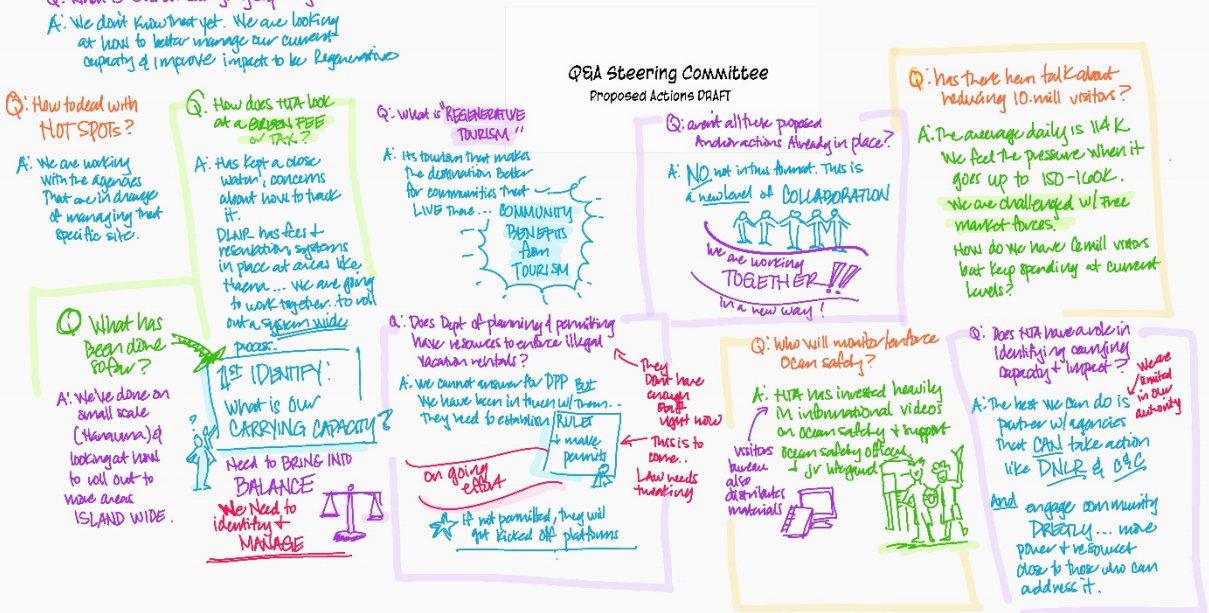 A: We don't know that yet. We are looking
at how to better manage our current
capacity & improve impacts to be Regenerative
Q&A Steering Committee
Proposed Actions DRAFT
Q: How to deal with
HOT SPOTS?
A: We are working
with the agencies
that are in charge
of managing that
specific site.
Q: How does HTA look
at a GREEN FEE
or TAX?
A: Has kept a close
watch, concerns
about how to track
it.
DLNR has fees &
reservation systems
in place at areas like
Haena... We are going
to work together.. to roll
out a system wide
process.
Q: What is "REGENERATIVE
TOURISM"
A: Its tourism that makes
the destination better
for communities that
LIVE there...
COMMUNITY
BENEFITS
from
TOURISM
Q: aren't all these proposed
Anchor actions Already in place?
A: NO not in this format. This is
a new level of COLLABORATION
we are working
TOGETHER!!!
in a new way!
Q: has there been talk about
reducing 10-mill visitors?
A: The average daily is 114K
We feel the pressure when it
goes up to 150-160K.
We are challenged w/ Free
market forces.
How do we have 6 mill visitors
but keep spending at current
levels?
Q What has
Been done
so far?
A: We've done on
small scale
(Hanauma) &
looking at how
to roll out to
more areas
ISLAND WIDE.
1ST IDENTIFY:
what is our
CARRYING CAPACITY?
Need to BRING INTO
BALANCE
We Need to
identify +
MANAGE
Q: Does Dept of planning & permitting
have resources to enforce illegal
vacation rentals?
A: We cannot answer for DPP But
We have been in touch w/ Them...
They need to establish RULES
+ make
permits
on going
effort
If not permitted, they will
get kicked off platforms
They
Dont have
enough
staff
right now
This is to
come..
Law needs
tweaking
Q: Who will monitor/enforce
Ocean safety?
A: HTA has invested heavily
in informational videos
on ocean safety & support
ocean safety officers
+ jr lifeguard
visitors
bureau
also
distributes
materials
Q: Does HTA have a role in
identifying carrying
capacity + impact?
We are
limited
in our
authority
A: The best we can do is
partner w/ agencies
that CAN take action
like DNLR & C&C
And engage community
DIRECTLY... more
power & resources
close to those who can
address it.